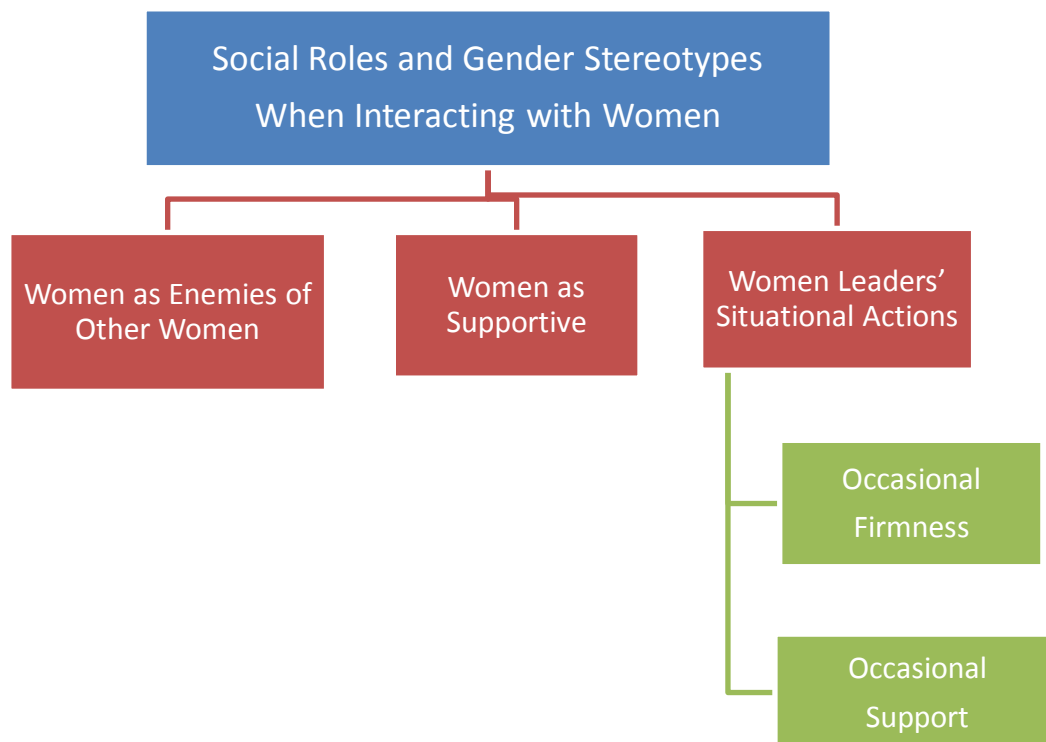 Social Roles and Gender Stereotypes
When Interacting with Women
Women as Enemies of
Other Women
Women as
Supportive
Women Leaders’
Situational Actions
Occasional
Firmness
Occasional
Support